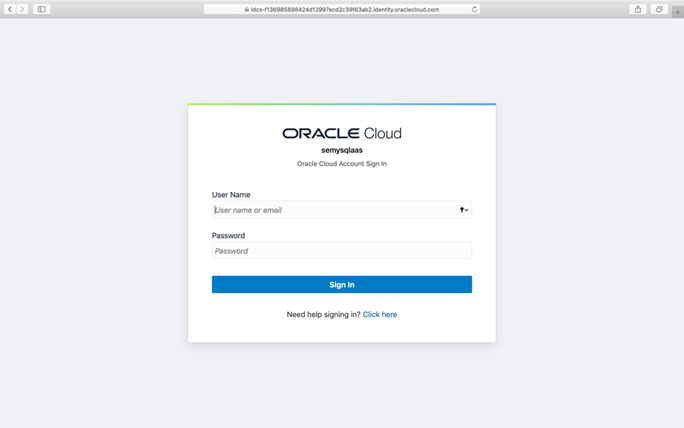 idcs-f136985898424d12997ecd2c39f63ab2.identity.oraclecloud.com
ORACLE Cloud
semysqlaas
Oracle Cloud Account Sign In
User Name
User name or email
Password
Password
Sign In
Need help signing in? Click here